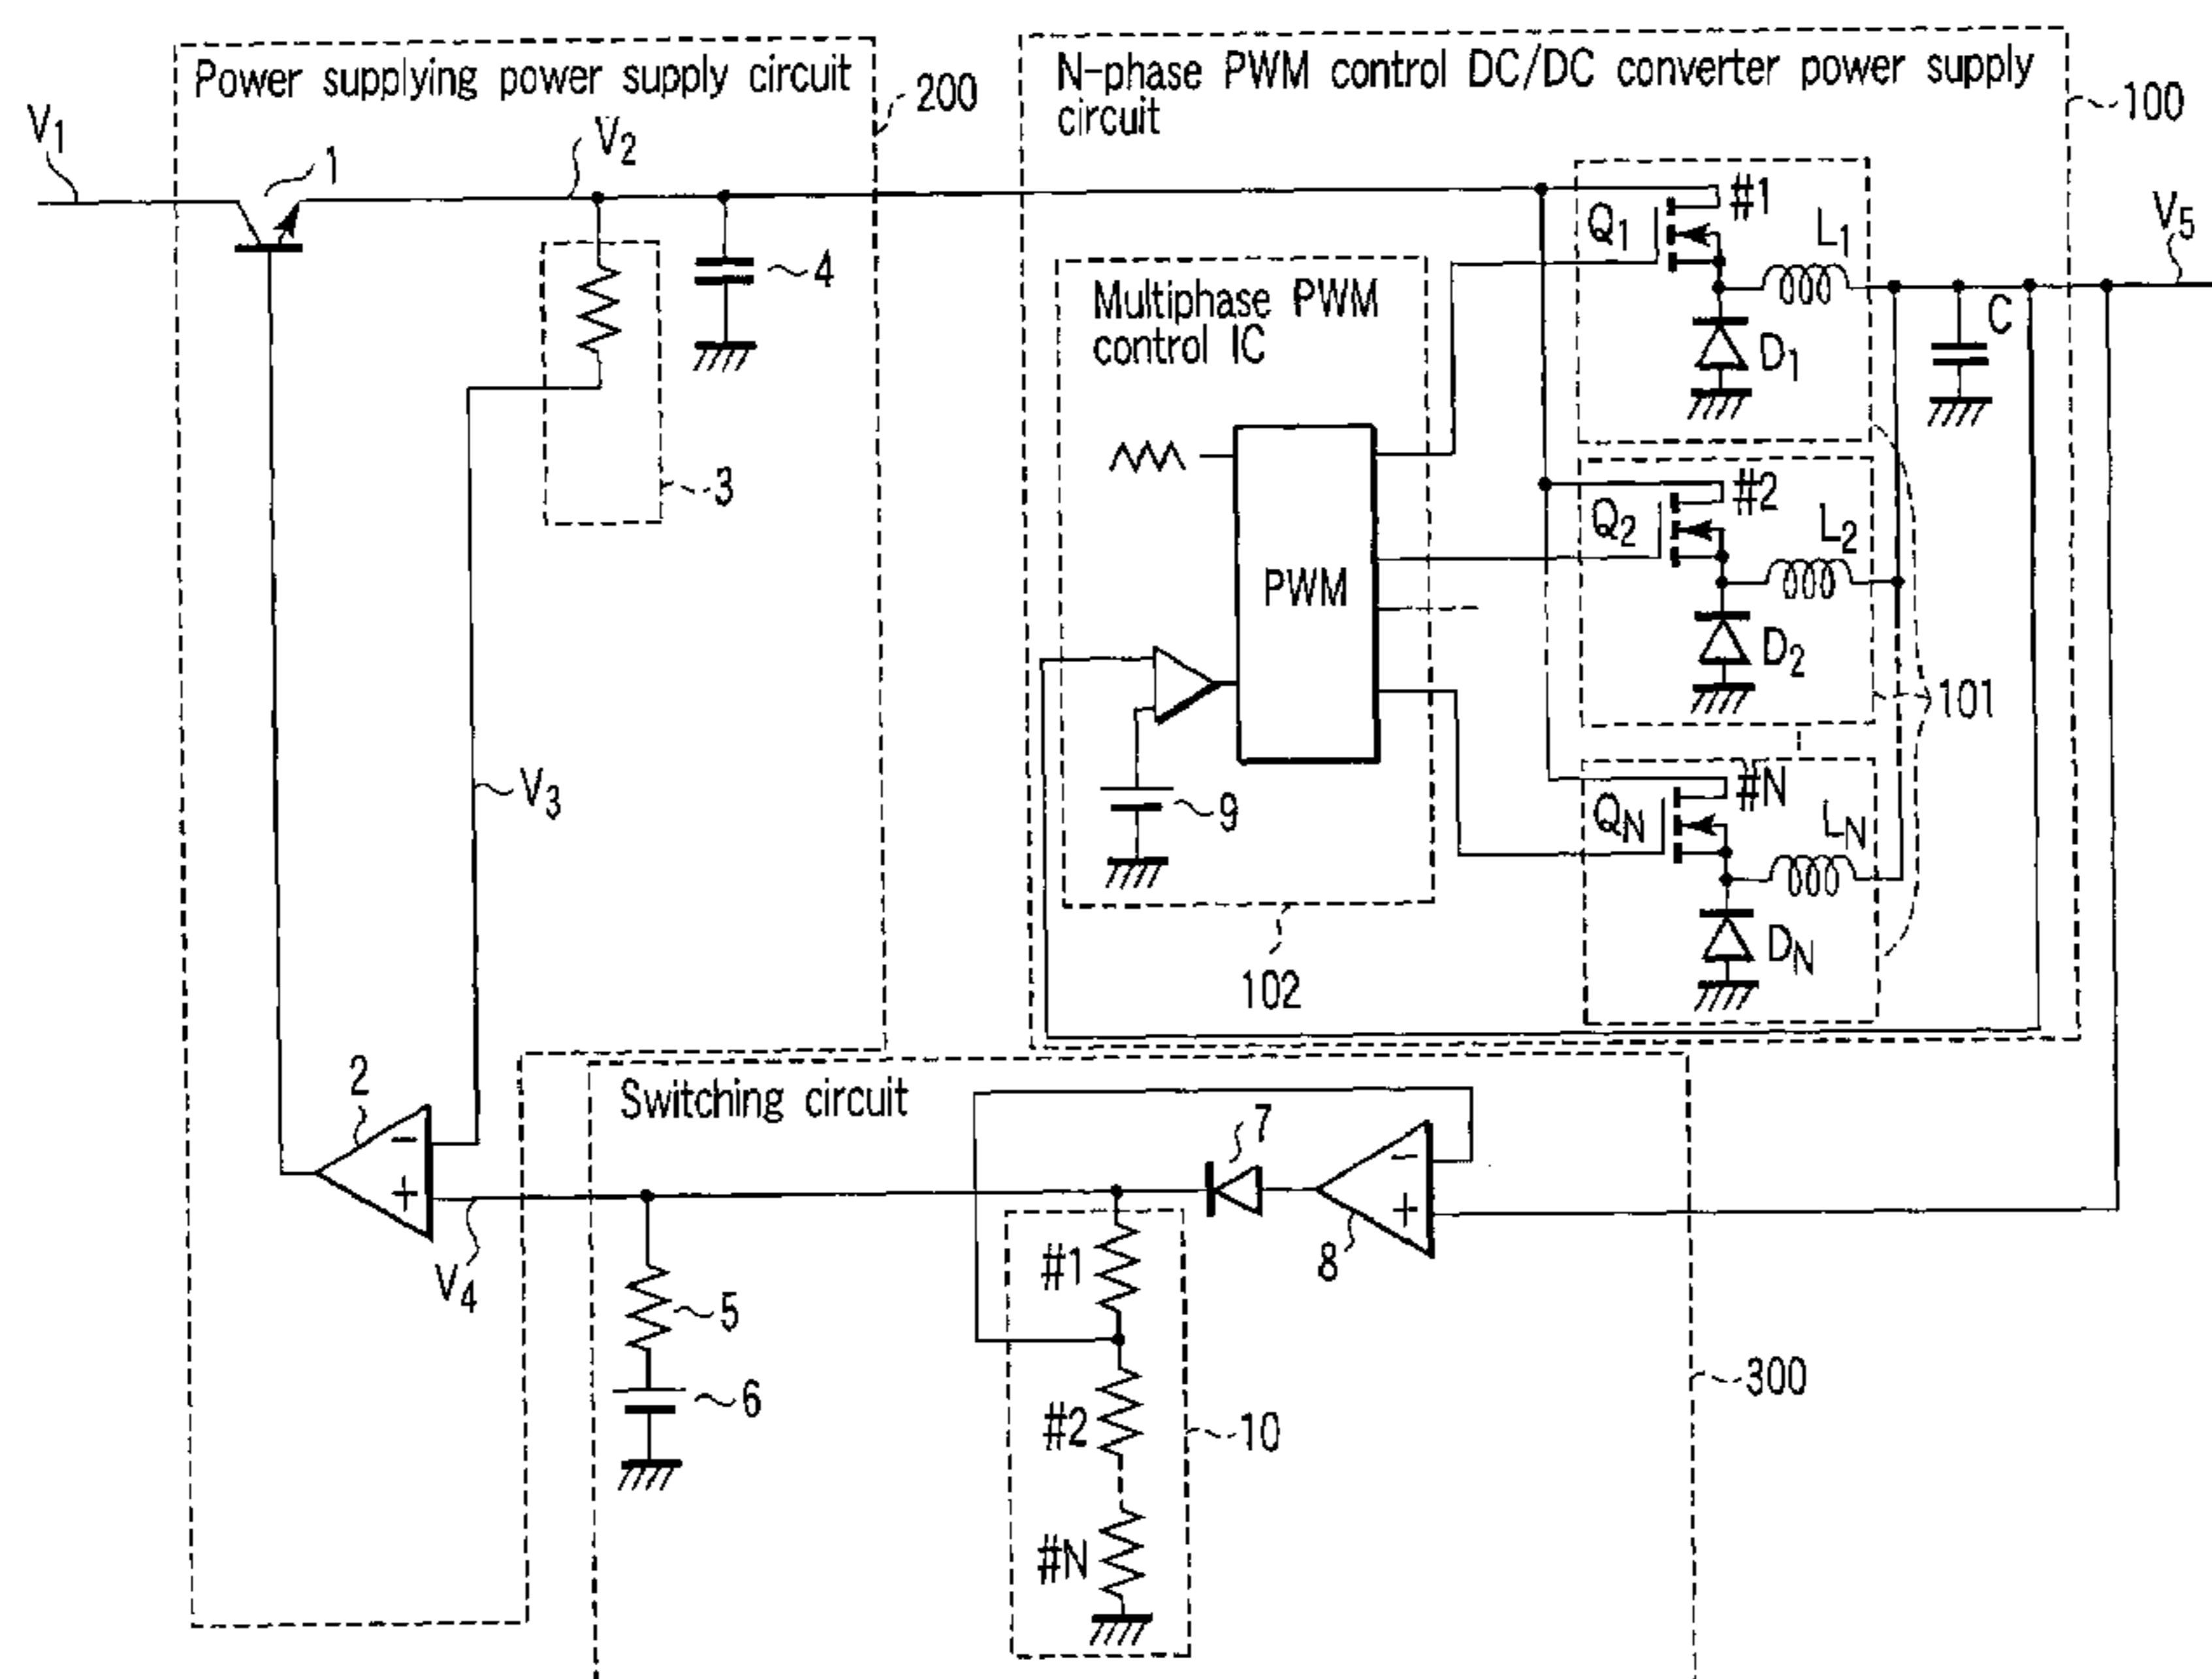 Power supplying power supply circuit
200
N-phase PWM control DC/DC converter power supply
circuit
100
V1
1
V2
4
3
V3
Multiphase PWM
control IC
PWM
9
102
#1
Q1
L1
D1
C
V5
#2
Q2
L2
D2
101
#N
QN
LN
DN
2
−
+
V4
Switching circuit
7
8
−
+
5
6
#1
#2
#N
10
300